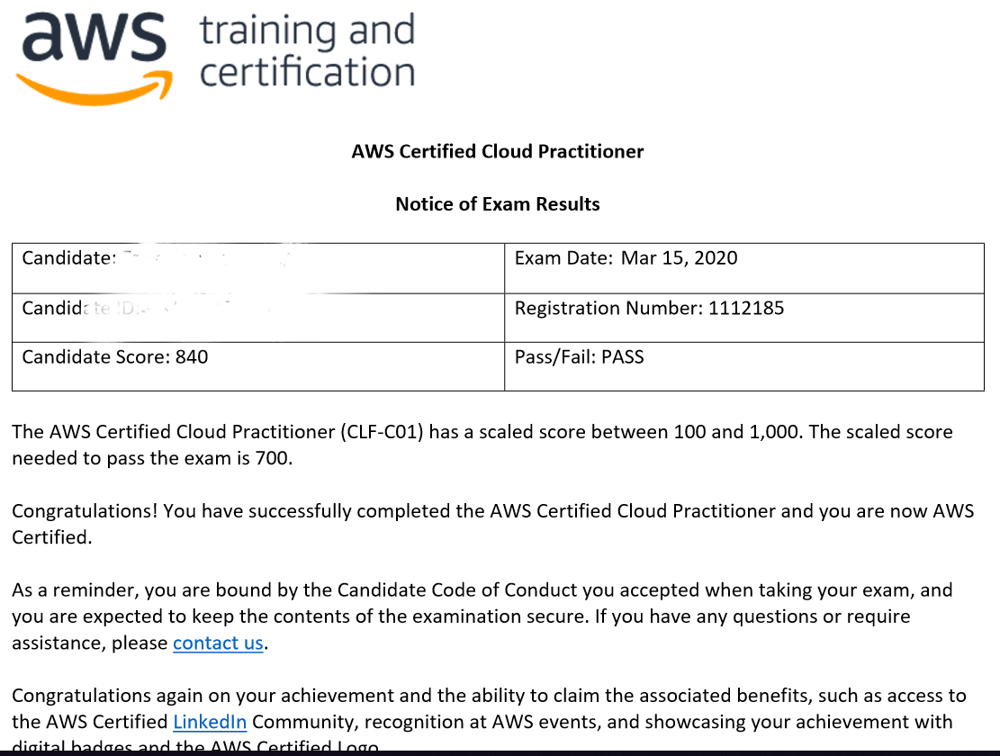 aws training and
certification
AWS Certified Cloud Practitioner
Notice of Exam Results
Candidate:
Exam Date: Mar 15, 2020
Candidate ID:
Registration Number: 1112185
Candidate Score: 840
Pass/Fail: PASS
The AWS Certified Cloud Practitioner (CLF-C01) has a scaled score between 100 and 1,000. The scaled score
needed to pass the exam is 700.
Congratulations! You have successfully completed the AWS Certified Cloud Practitioner and you are now AWS
Certified.
As a reminder, you are bound by the Candidate Code of Conduct you accepted when taking your exam, and
you are expected to keep the contents of the examination secure. If you have any questions or require
assistance, please contact us.
Congratulations again on your achievement and the ability to claim the associated benefits, such as access to
the AWS Certified LinkedIn Community, recognition at AWS events, and showcasing your achievement with
digital badges and the AWS Certified Logo.